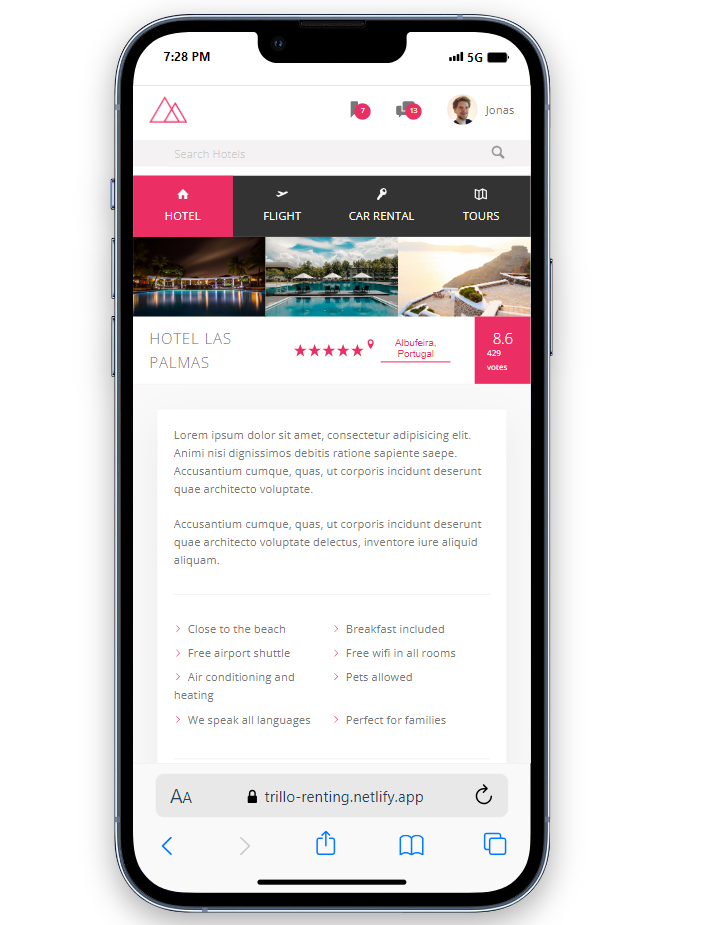 7:28 PM
5G
7
13
Jonas
Search Hotels
HOTEL
FLIGHT
CAR RENTAL
TOURS
HOTEL LAS
PALMAS
Albufeira,
Portugal
8.6
429
votes
Lorem ipsum dolor sit amet, consectetur adipisicing elit.
Animi nisi dignissimos debitis ratione sapiente saepe.
Accusantium cumque, quas, ut corporis incidunt deserunt
quae architecto voluptate.
Accusantium cumque, quas, ut corporis incidunt deserunt
quae architecto voluptate delectus, inventore iure aliquid
aliquam.
Close to the beach
Breakfast included
Free airport shuttle
Free wifi in all rooms
Air conditioning and
heating
Pets allowed
We speak all languages
Perfect for families
AA
trillo-renting.netlify.app